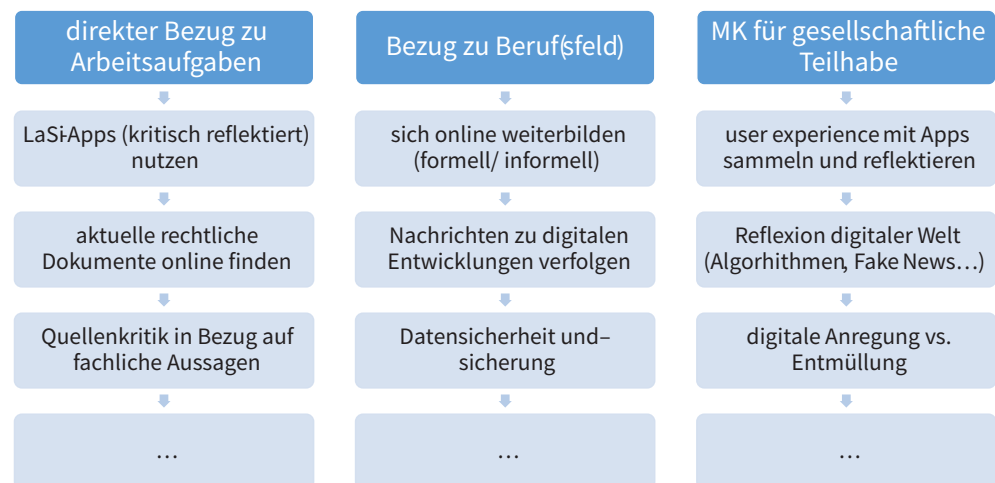 direkter Bezug zu
Arbeitsaufgaben
LaSi-Apps (kritisch reflektiert)
nutzen
aktuelle rechtliche
Dokumente online finden
Quellenkritik in Bezug auf
fachliche Aussagen
…
Bezug zu Beruf(sfeld)
sich online weiterbilden
(formell/ informell)
Nachrichten zu digitalen
Entwicklungen verfolgen
Datensicherheit und–
sicherung
…
MK für gesellschaftliche
Teilhabe
user experience mit Apps
sammeln und reflektieren
Reflexion digitaler Welt
(Algorhithmen, Fake News…)
digitale Anregung vs.
Entmüllung
…